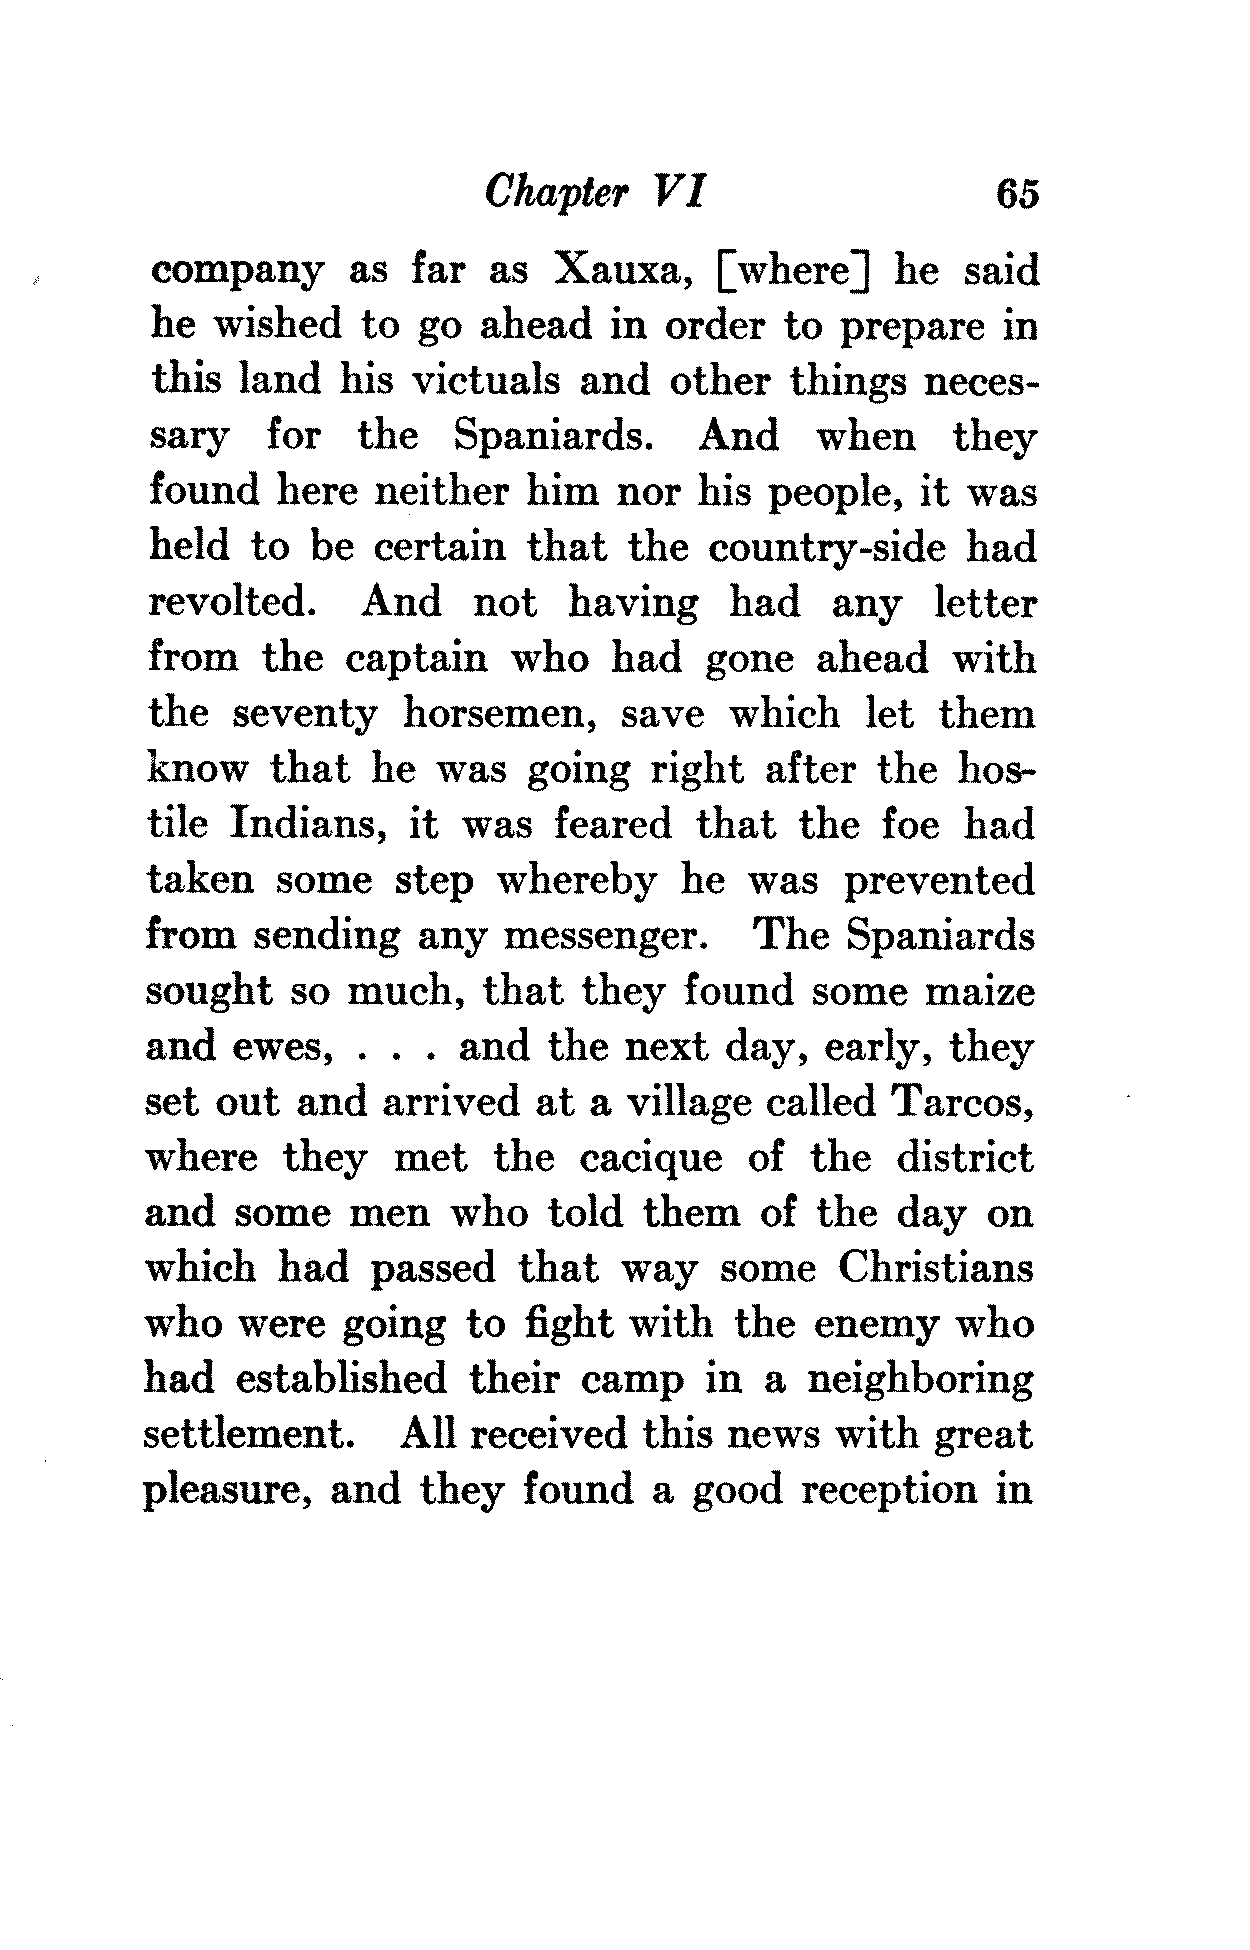 Chapter VI 65
company as far as Xauxa, [where] he said
he wished to go ahead in order to prepare in
this land his victuals and other things neces-
sary for the Spaniards. And when they
found here neither him nor his people, it was
held to be certain that the country-side had
revolted. And not having had any letter
from the captain who had gone ahead with
the seventy horsemen, save which let them
know that he was going right after the hos-
tile Indians, it was feared that the foe had
taken some step whereby he was prevented
from sending any messenger. The Spaniards
sought so much, that they found some maize
and ewes, . . . and the next day, early, they
set out and arrived at a village called Tarcos,
where they met the cacique of the district
and some men who told them of the day on
which had passed that way some Christians
who were going to fight with the enemy who
had established their camp in a neighboring
settlement. All received this news with great
pleasure, and they found a good reception in